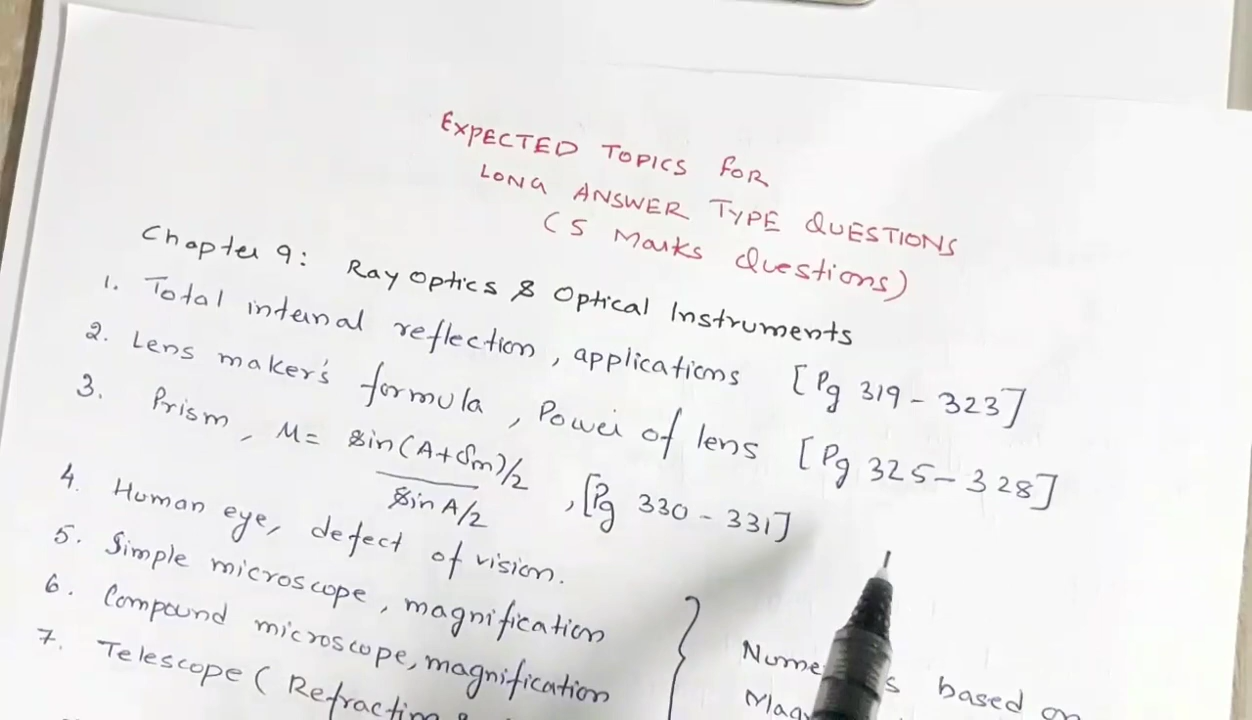 EXPECTED TOPICS FOR
LONG ANSWER TYPE QUESTIONS
(5 Marks Questions)
Chapter 9: Ray Optics & Optical Instruments
1. Total internal reflection, applications [Pg 319-323]
2. Lens maker's formula, Power of lens [Pg 325-328]
3. Prism, M= sin(A+δm)/2 / sin A/2, [Pg 330-331]
4. Human eye, defect of vision.
5. Simple microscope, magnification
6. Compound microscope, magnification
7. Telescope (Refracting
based on